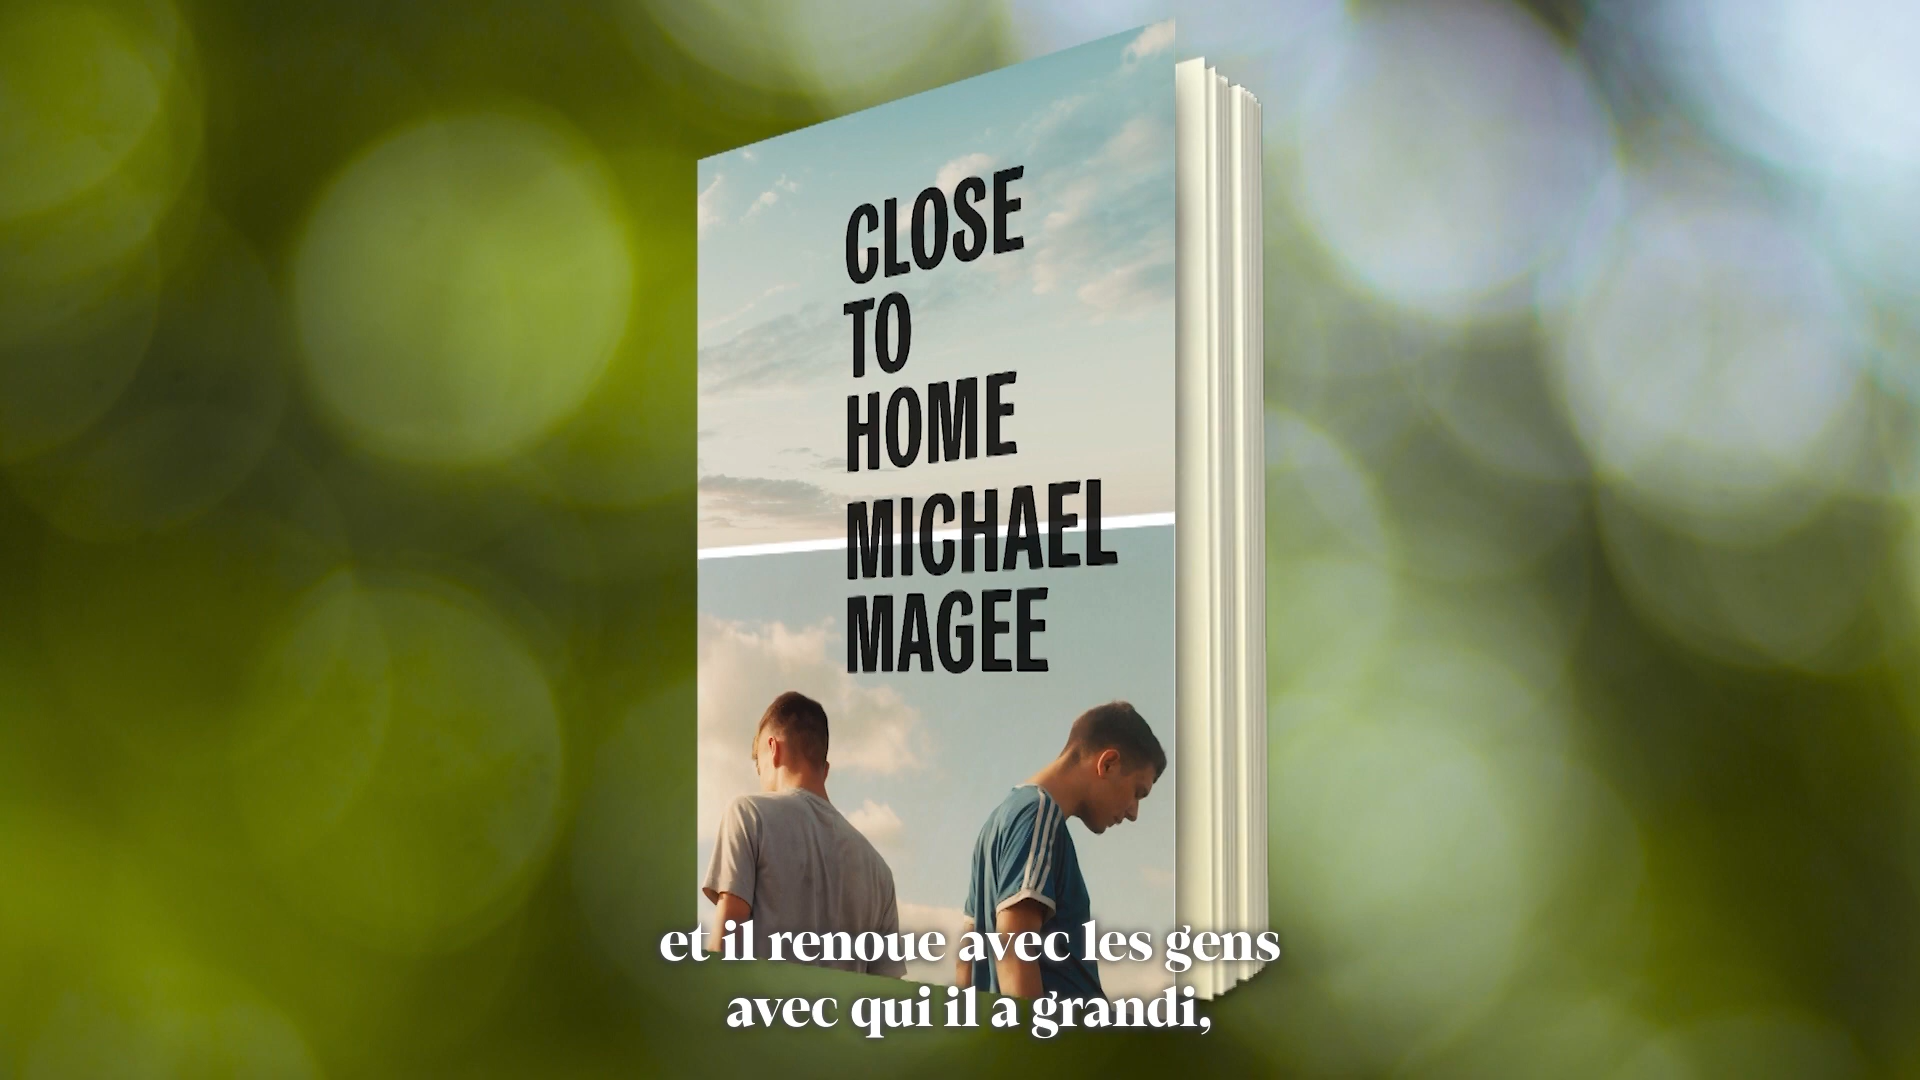 CLOSE
TO
HOME
MICHAEL
MAGEE
et il renoue avec les gens
avec qui il a grandi,